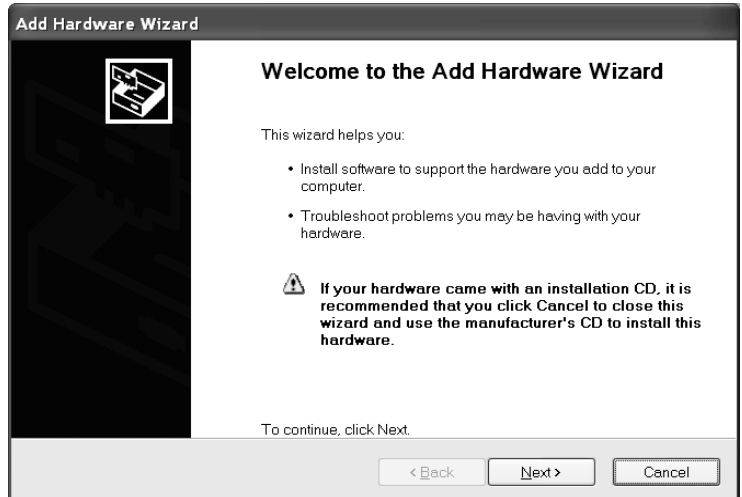 Add Hardware Wizard
Welcome to the Add Hardware Wizard
This wizard helps you:
• Install software to support the hardware you add to your
computer.
• Troubleshoot problems you may be having with your
hardware.
If your hardware came with an installation CD, it is
recommended that you click Cancel to close this
wizard and use the manufacturer's CD to install this
hardware.
To continue, click Next.
< Back Next > Cancel